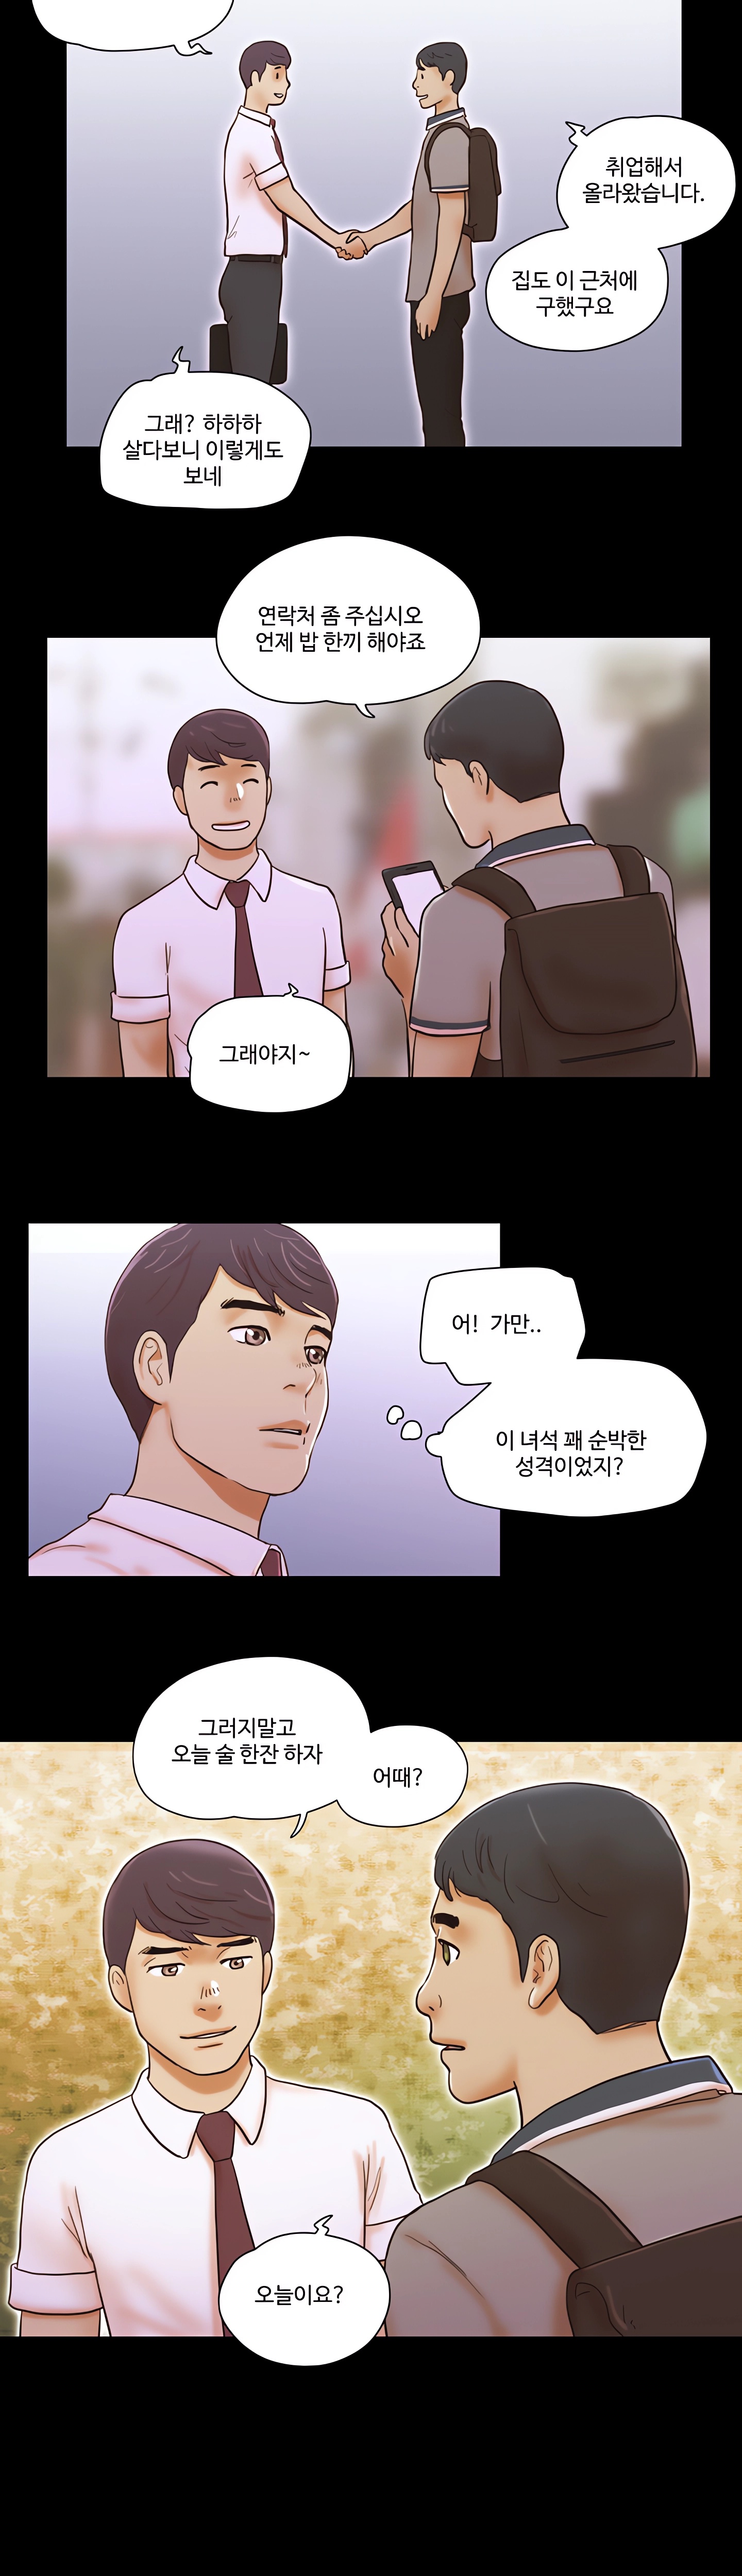 취업해서
올라왔습니다.
집도 이 근처에
구했구요
그래? 하하하
살다보니 이렇게도
보네
연락처 좀 주십시오
언제 밥 한끼 해야죠
그래야지~
어! 가만..
이 녀석 꽤 순박한
성격이었지?
그러지말고
오늘 술 한잔 하자
어때?
오늘이요?